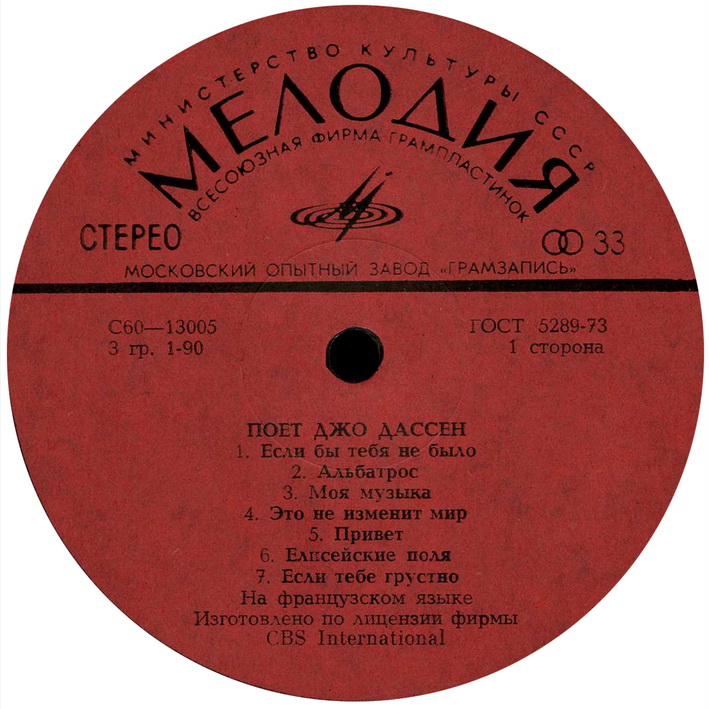 МИНИСТЕРСТВО КУЛЬТУРЫ СССР
МЕЛОДИЯ
ВСЕСОЮЗНАЯ ФИРМА ГРАМПЛАСТИНОК
СТЕРЕО
33
МОСКОВСКИЙ ОПЫТНЫЙ ЗАВОД «ГРАМЗАПИСЬ»
С60—13005
ГОСТ 5289-73
3 гр. 1-90
1 сторона
ПОЕТ ДЖО ДАССЕН
1. Если бы тебя не было
2. Альбатрос
3. Моя музыка
4. Это не изменит мир
5. Привет
6. Елисейские поля
7. Если тебе грустно
На французском языке
Изготовлено по лицензии фирмы
CBS International